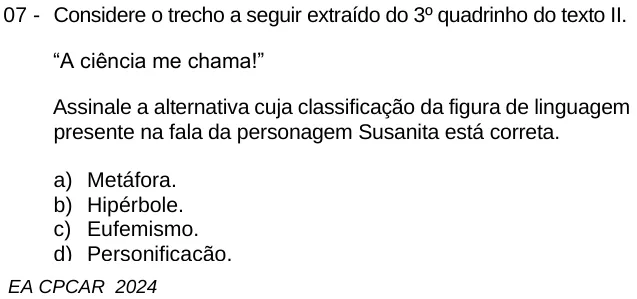 07 - Considere o trecho a seguir extraído do 3º quadrinho do texto II.
“A ciência me chama!”
Assinale a alternativa cuja classificação da figura de linguagem
presente na fala da personagem Susanita está correta.
a) Metáfora.
b) Hipérbole.
c) Eufemismo.
d) Personificação.
EA CPCAR 2024